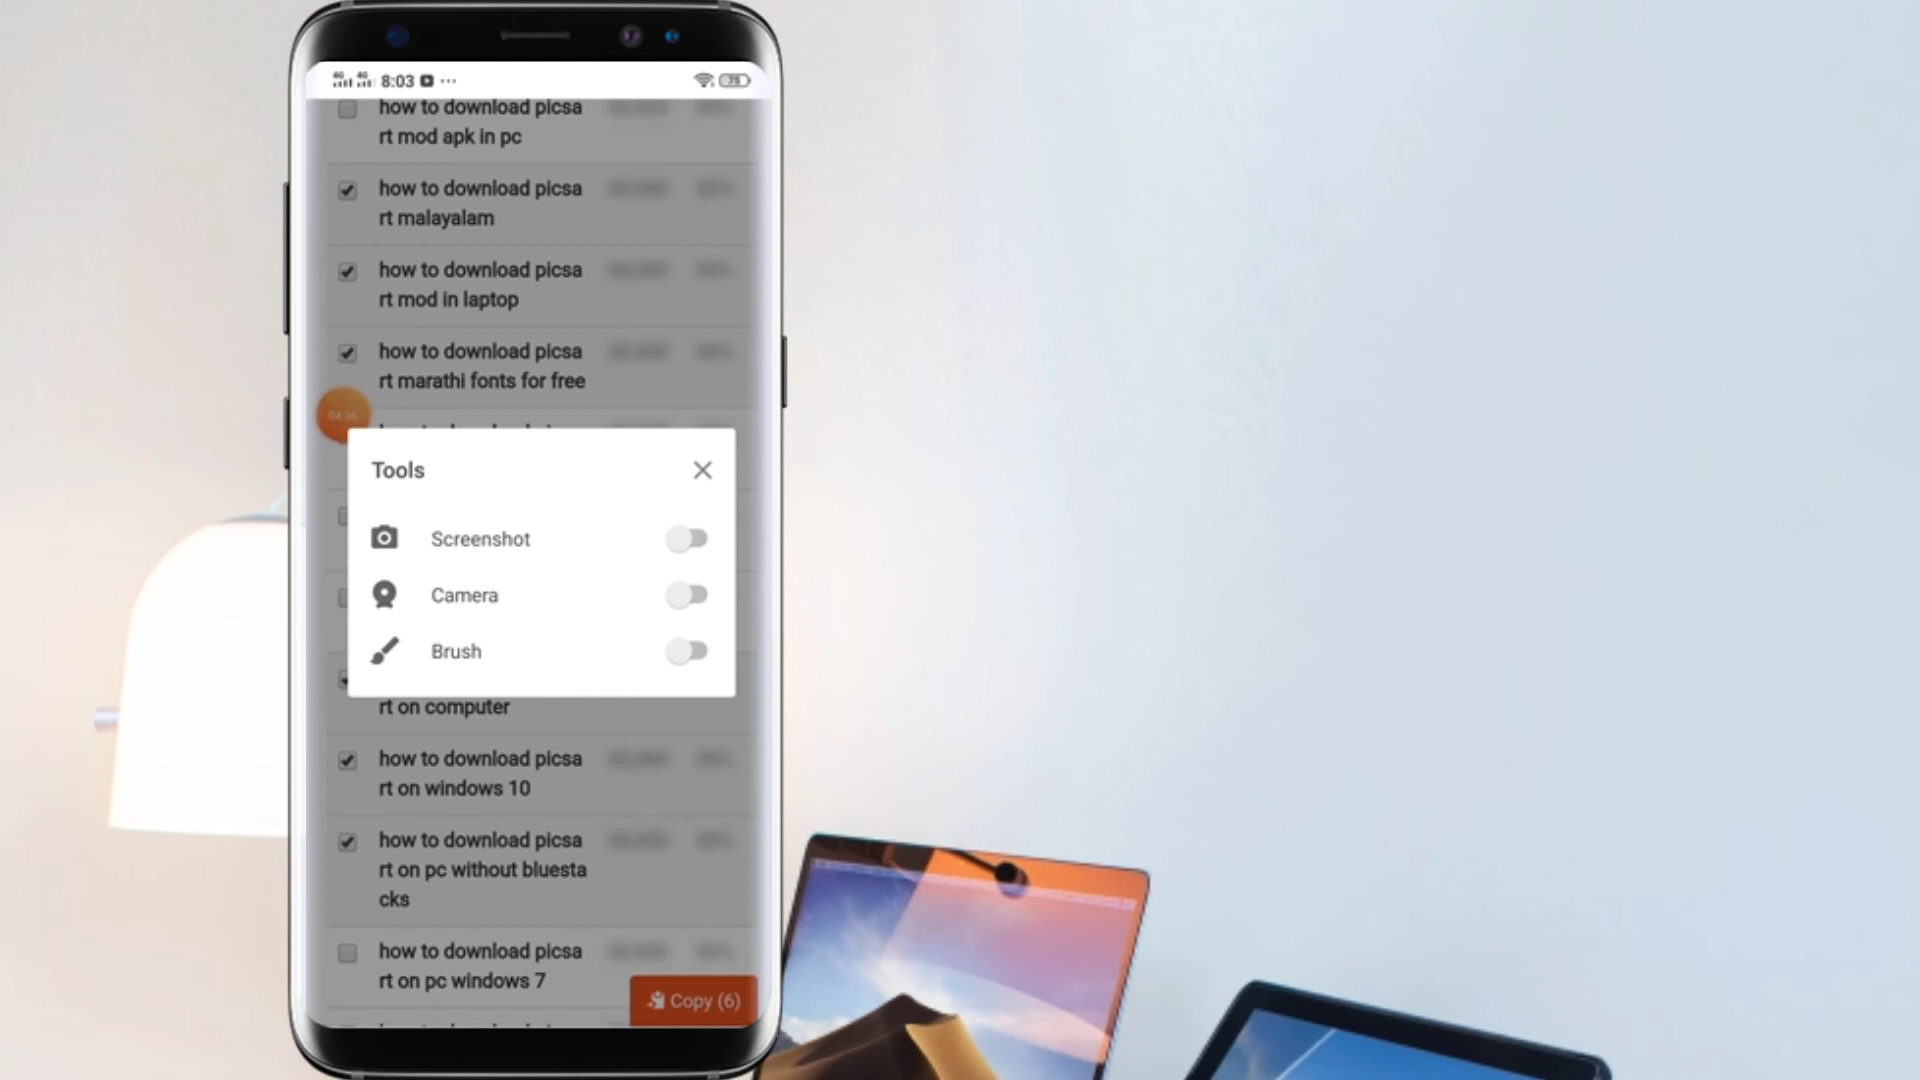 8:03
75
how to download picsa
rt mod apk in pc
how to download picsa
rt malayalam
how to download picsa
rt mod in laptop
how to download picsa
rt marathi fonts for free
04:36
Tools
Screenshot
Camera
Brush
rt on computer
how to download picsa
rt on windows 10
how to download picsa
rt on pc without bluesta
cks
how to download picsa
rt on pc windows 7
Copy (6)